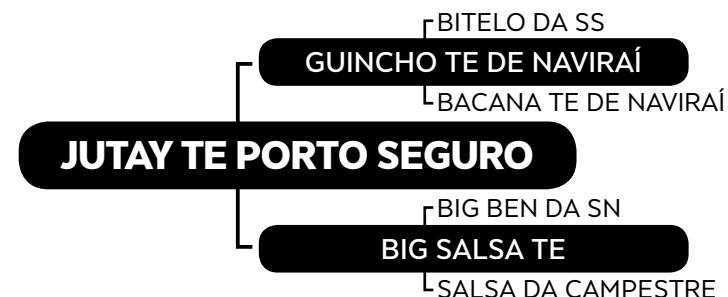 BITELO DA SS
GUINCHO TE DE NAVIRAÍ
BACANA TE DE NAVIRAÍ
JUTAY TE PORTO SEGURO
BIG BEN DA SN
BIG SALSA TE
SALSA DA CAMPESTRE